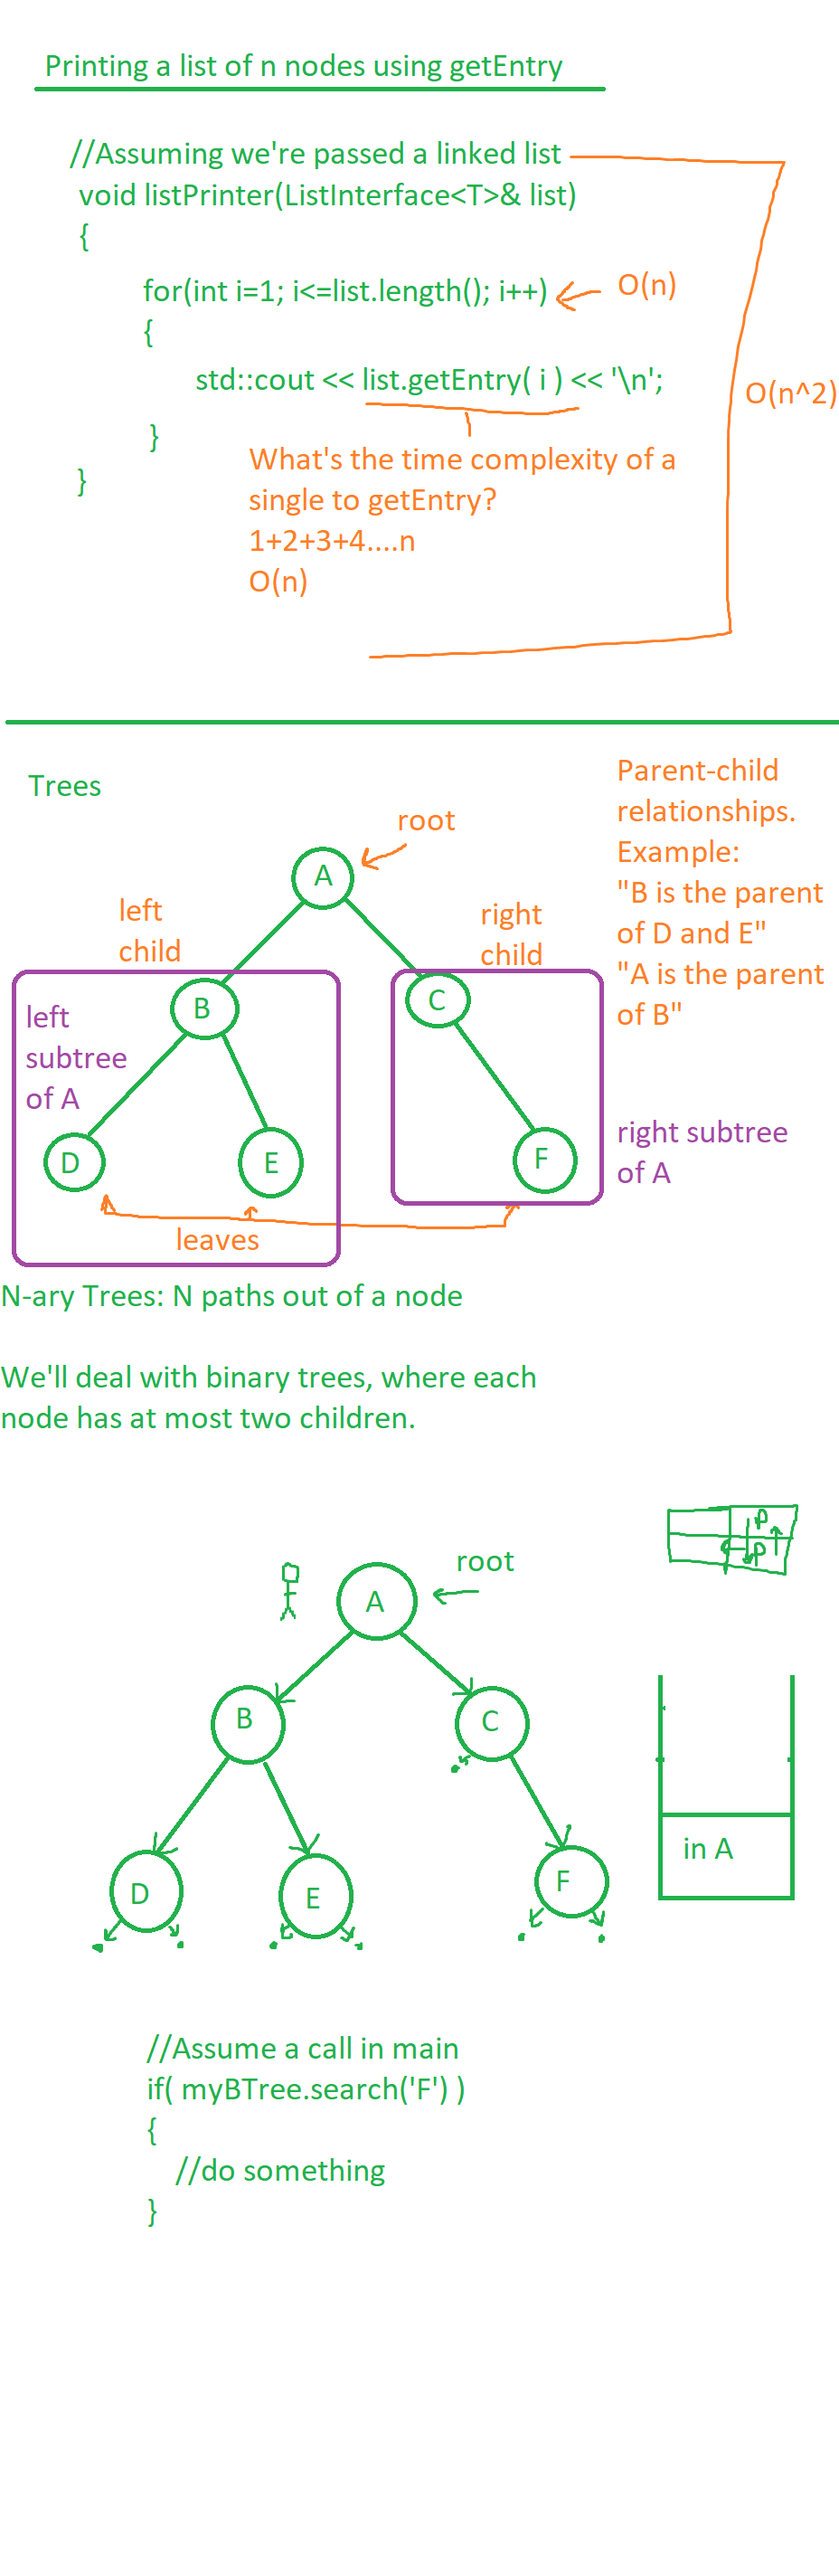 Printing a list of n nodes using getEntry
//Assuming we're passed a linked list
void listPrinter(ListInterface<T>& list)
{
for(int i=1; i<=list.length(); i++)
O(n)
{
std::cout << list.getEntry( i ) << '\n';
O(n^2)
}
}
What's the time complexity of a
single to getEntry?
1+2+3+4....n
O(n)
Trees
Parent-child
relationships.
Example:
"B is the parent
of D and E"
"A is the parent
of B"
root
A
left
child
right
child
B
C
left
subtree
of A
D
E
F
right subtree
of A
leaves
N-ary Trees: N paths out of a node
We'll deal with binary trees, where each
node has at most two children.
P
P
root
A
B
C
in A
D
E
F
//Assume a call in main
if( myBTree.search('F') )
{
//do something
}